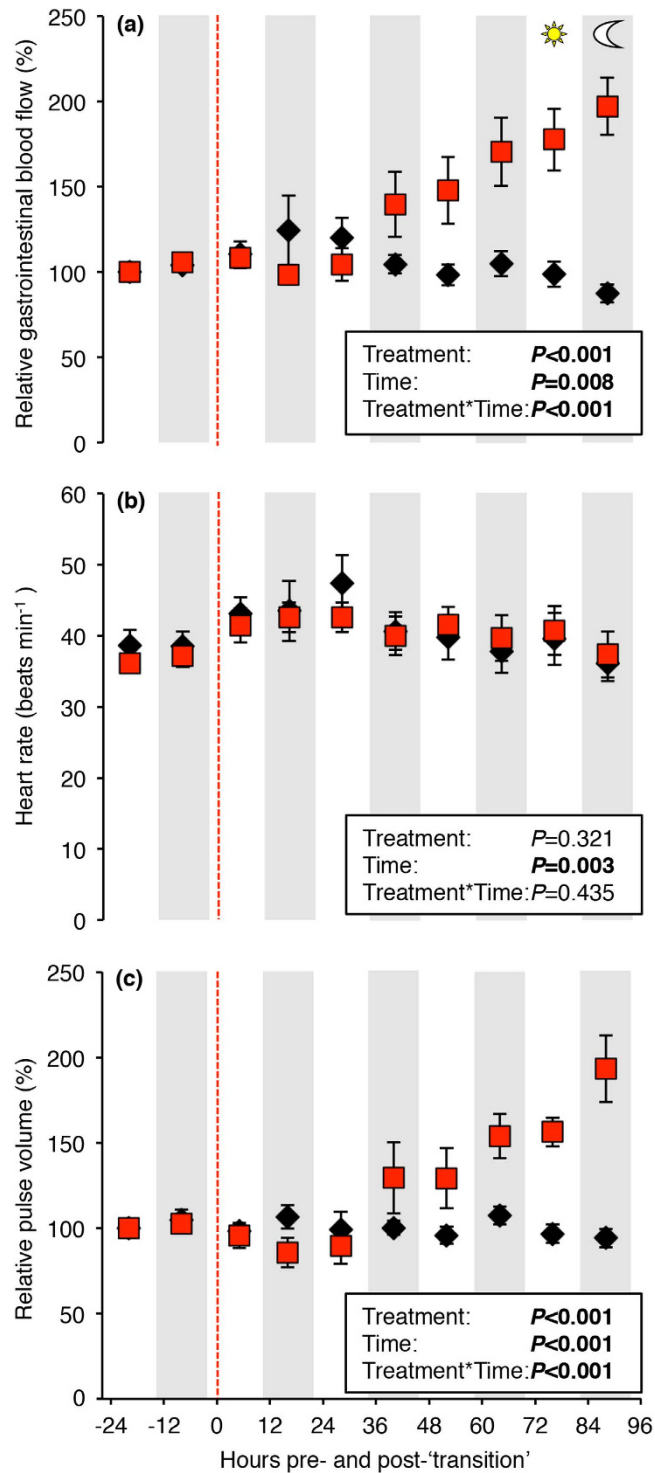 (a)
Relative gastrointestinal blood flow (%)
250
200
150
100
50
0
Treatment: P<0.001
Time: P=0.008
Treatment*Time: P<0.001
(b)
Heart rate (beats min⁻¹ )
60
50
40
30
20
10
0
Treatment: P=0.321
Time: P=0.003
Treatment*Time: P=0.435
(c)
Relative pulse volume (%)
250
200
150
100
50
0
Treatment: P<0.001
Time: P<0.001
Treatment*Time: P<0.001
-24 -12 0 12 28 36 48 60 72 84 96
Hours pre- and post-‘transition’